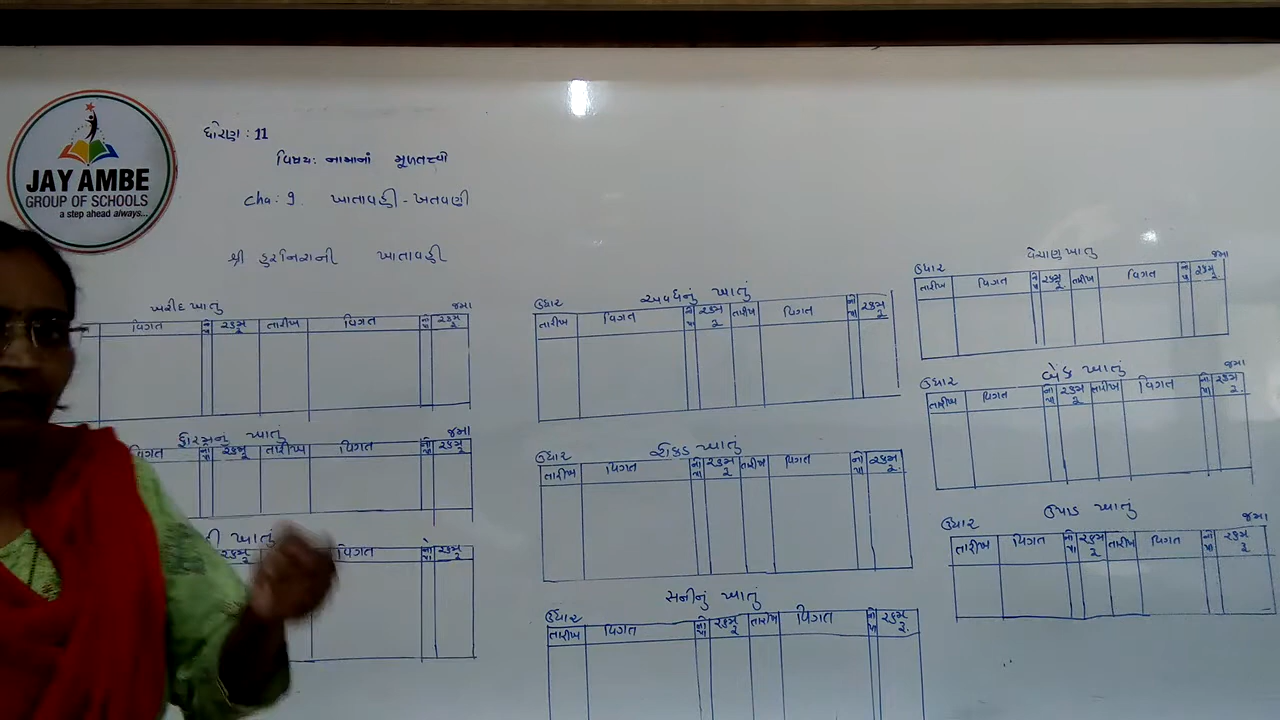 JAY AMBE
GROUP OF SCHOOLS
a step ahead always...
ધોરણ : 11
વિષય: નામાનાં મૂળતત્ત્વો
Cha: 9. ખાતાવહી - ખતવણી
શ્રી ખાતાવહી
ખરીદ ખાતું
જમા
વિગત રકમ તારીખ વિગત રકમ
ખાતું
જમા
વિગત રકમ તારીખ વિગત રકમ
ખાતું
રકમ વિગત રકમ
ઉધાર ખાતું
તારીખ વિગત રકમ રૂ તારીખ વિગત રકમ રૂ
ઉધાર રોકડ ખાતું
તારીખ વિગત રકમ રૂ તારીખ વિગત રકમ રૂ.
સનીનું ખાતું
ઉધાર
તારીખ વિગત રકમ રૂ તારીખ વિગત રકમ રૂ.
વેચાણ ખાતું
ઉધાર જમા
તારીખ વિગત રકમ રૂ તારીખ વિગત રકમ રૂ
ઉધાર બેંક ખાતું જમા
તારીખ વિગત રકમ રૂ તારીખ વિગત રકમ રૂ.
ઉધાર ઉપાડ ખાતું જમા
તારીખ વિગત રકમ રૂ તારીખ વિગત રકમ રૂ